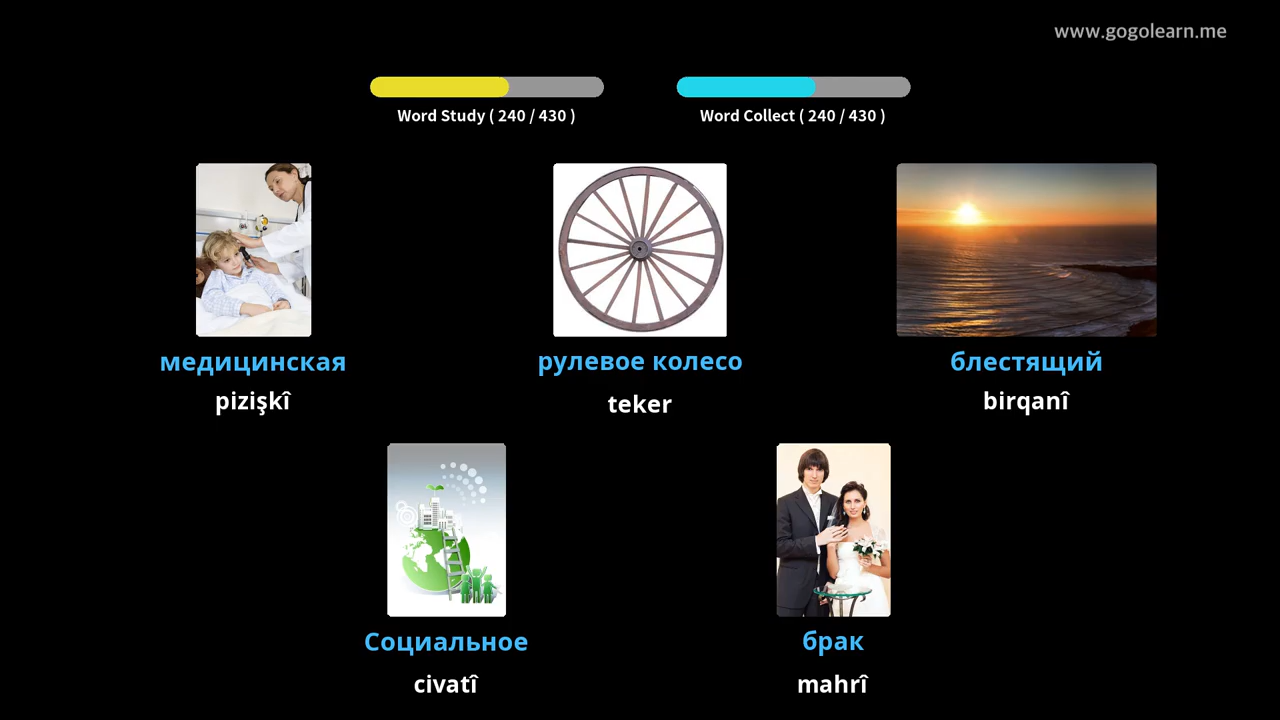 www.gogolearn.me
Word Study ( 240 / 430 )
Word Collect ( 240 / 430 )
медицинская
pizişkî
рулевое колесо
teker
блестящий
birqanî
Социальное
civatî
брак
mahrî